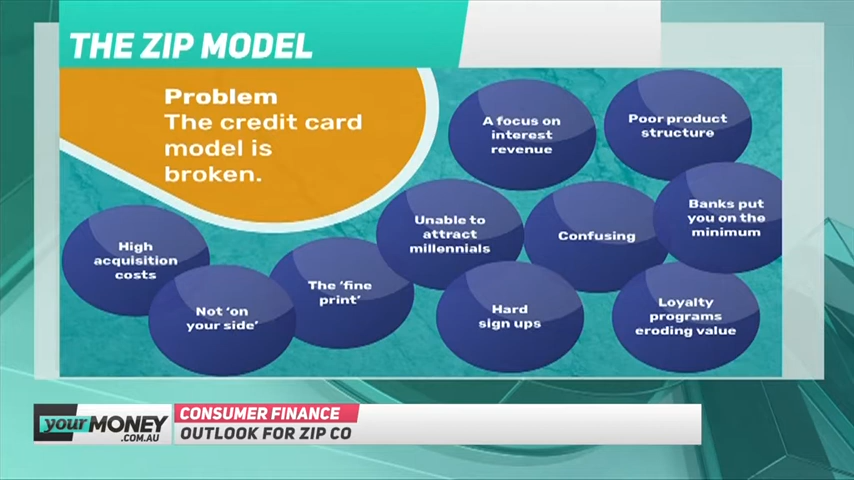 THE ZIP MODEL
Problem
The credit card
model is
broken.
A focus on
interest
revenue
Poor product
structure
High
acquisition
costs
Not 'on
your side'
The 'fine
print'
Unable to
attract
millennials
Confusing
Banks put
you on the
minimum
Hard
sign ups
Loyalty
programs
eroding value
your MONEY
.COM.AU
CONSUMER FINANCE
OUTLOOK FOR ZIP CO